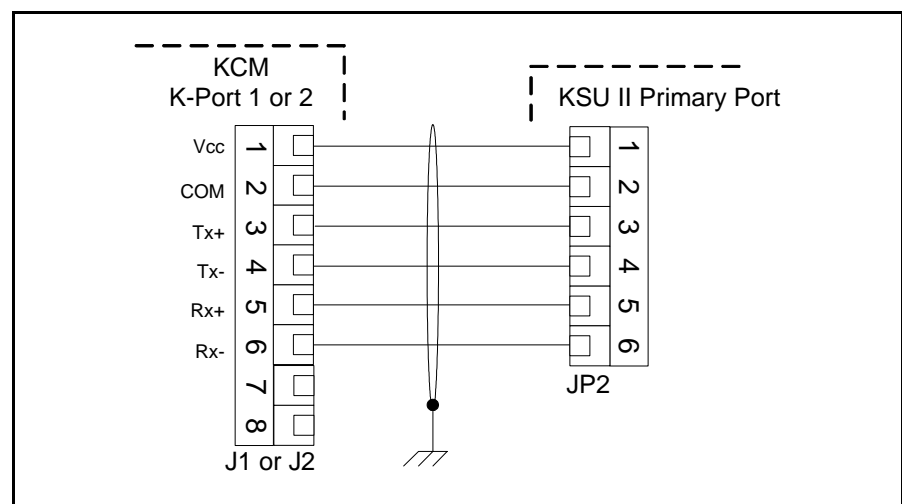 KCM
K-Port 1 or 2
KSU II Primary Port
Vcc 1
COM 2
Tx+ 3
Tx- 4
Rx+ 5
Rx- 6
7
8
J1 or J2
1
2
3
4
5
6
JP2